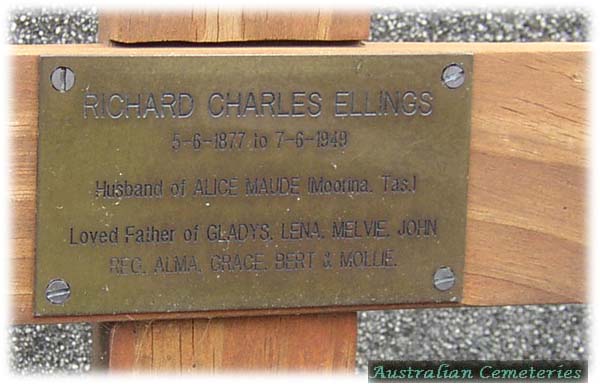 RICHARD CHARLES ELLINGS
5-6-1877 to 7-6-1949
Husband of ALICE MAUDE (Moorina, Tas.)
Loved Father of GLADYS, LENA, MELVIE, JOHN
REG, ALMA, GRACE, BERT & MOLLIE.
Australian Cemeteries